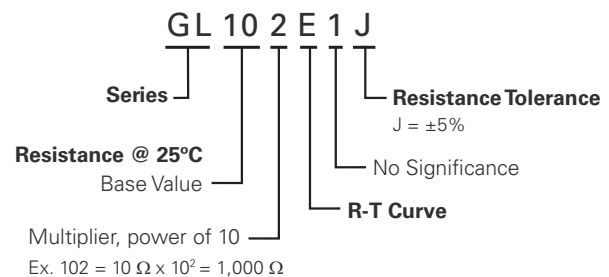 GL 10 2 E 1 J
Series
Resistance Tolerance
J = ±5%
Resistance @ 25ºC
Base Value
No Significance
R-T Curve
Multiplier, power of 10
Ex. 102 = 10 Ω x 10² = 1,000 Ω